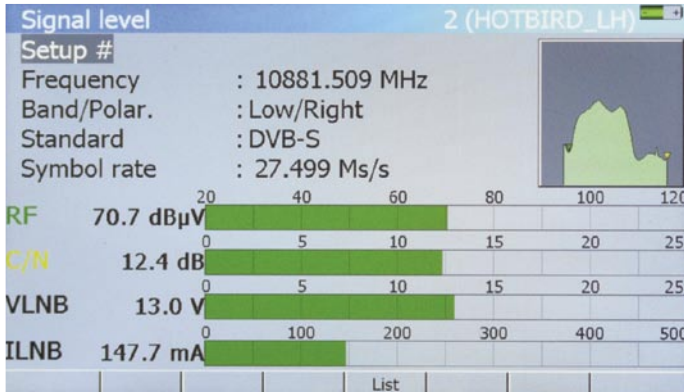 Signal level 2 (HOTBIRD_LH)
Setup #
Frequency : 10881.509 MHz
Band/Polar. : Low/Right
Standard : DVB-S
Symbol rate : 27.499 Ms/s
20 40 60 80 100 120
RF 70.7 dBµV
0 5 10 15 20 25
C/N 12.4 dB
0 5 10 15 20 25
VLNB 13.0 V
0 100 200 300 400 500
ILNB 147.7 mA
List